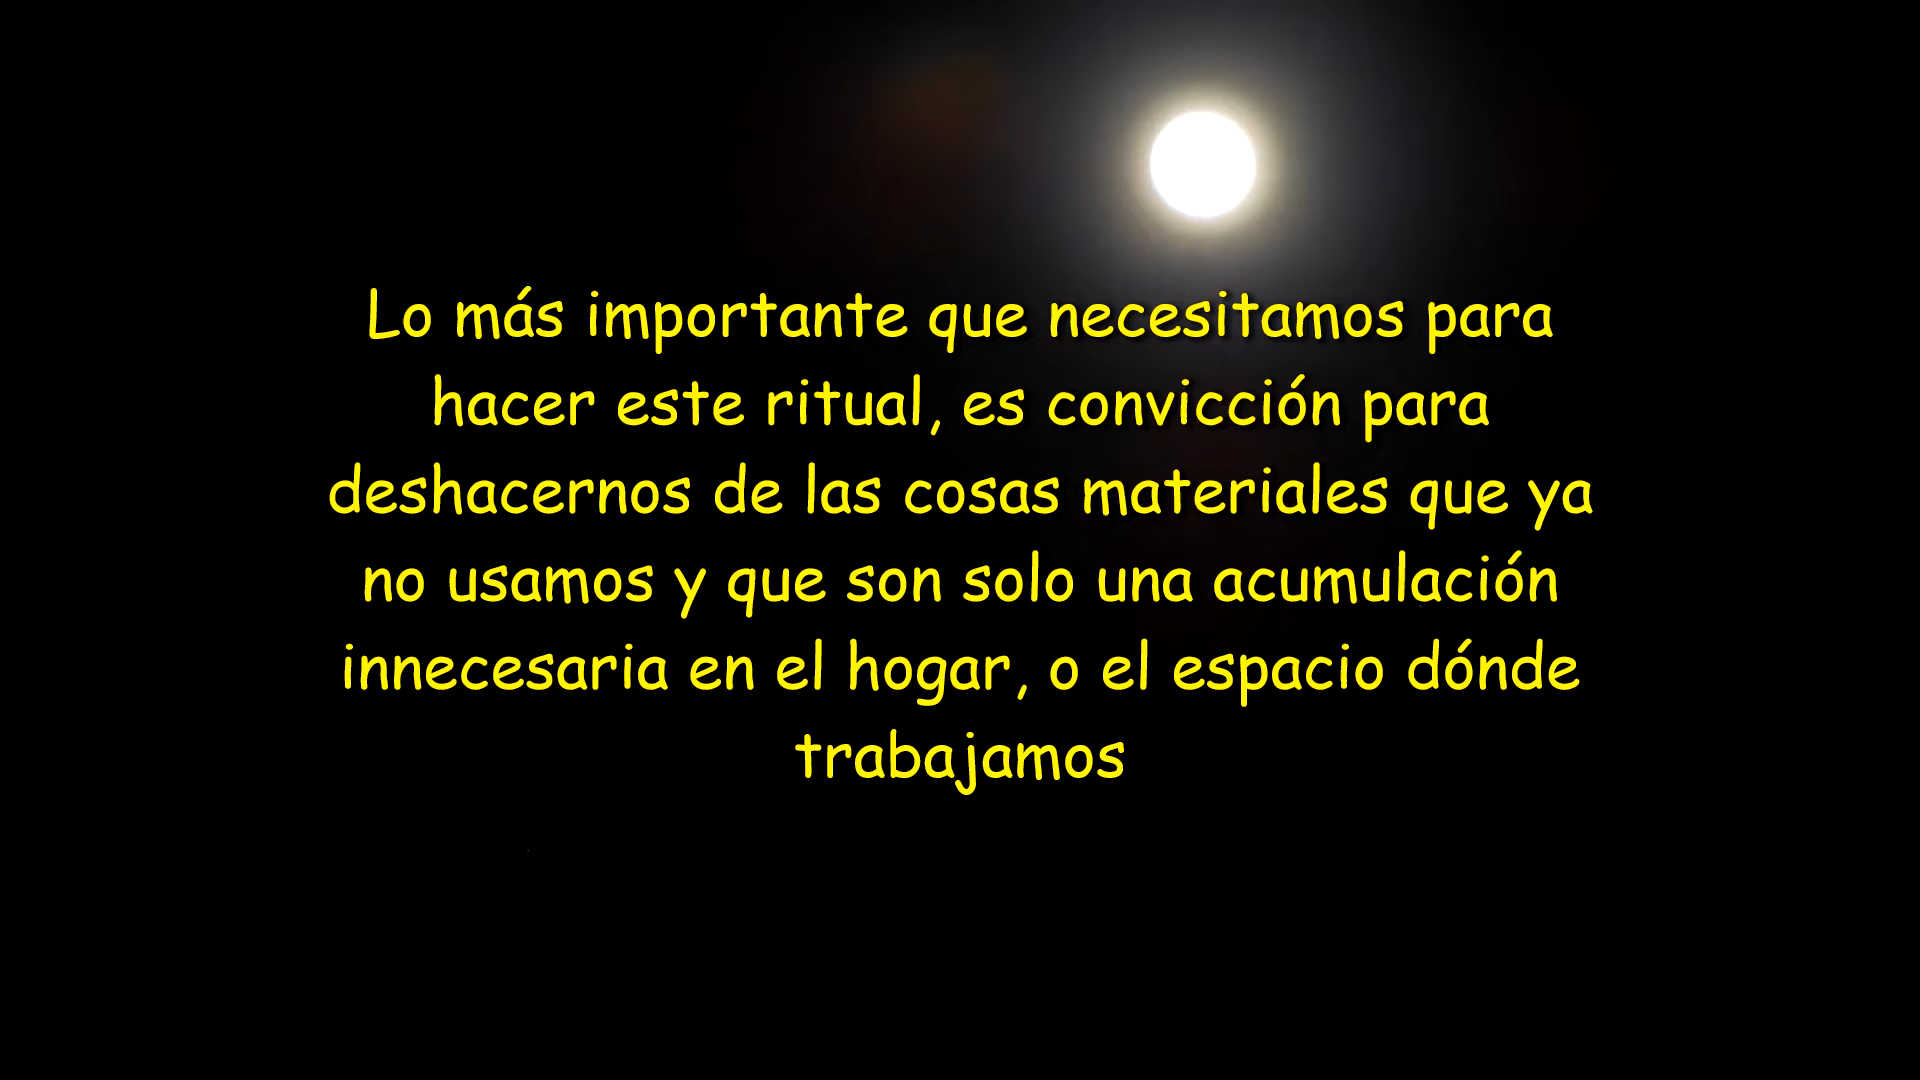 Lo más importante que necesitamos para
hacer este ritual, es convicción para
deshacernos de las cosas materiales que ya
no usamos y que son solo una acumulación
innecesaria en el hogar, o el espacio dónde
trabajamos